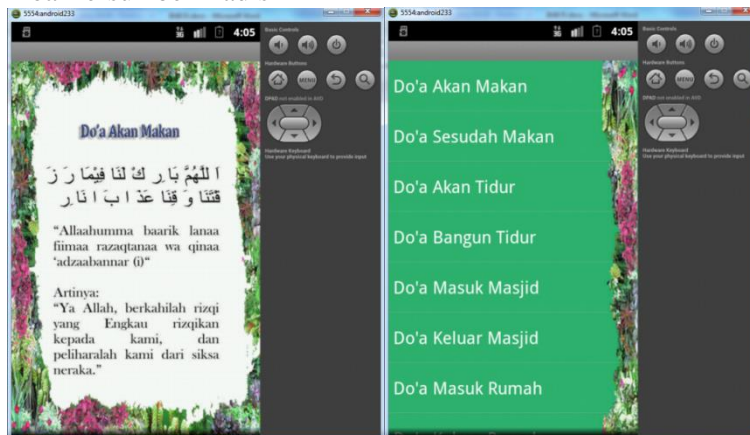 5554:android233
3G 4:05
Do'a Akan Makan
اَ للَّهُمَّ بَا رِ كْ لَنَا فِيْمَا رَ زَ
قْتَنَا وَ قِنَا عَذَ ا بَ ا نَا رِ
"Allaahumma baarik lanaa
fiimaa razaqtanaa wa qinaa
'adzaabannar (i)"
Artinya:
"Ya Allah, berkahilah rizqi
yang Engkau rizqikan
kepada kami, dan
peliharalah kami dari siksa
neraka."
Basic Controls
Hardware Buttons
MENU
DPAD not enabled in AVD
Hardware Keyboard
Use your physical keyboard to provide input
5554:android233
3G 4:05
Do'a Akan Makan
Do'a Sesudah Makan
Do'a Akan Tidur
Do'a Bangun Tidur
Do'a Masuk Masjid
Do'a Keluar Masjid
Do'a Masuk Rumah
Basic Controls
Hardware Buttons
MENU
DPAD not enabled in AVD
Hardware Keyboard
Use your physical keyboard to provide input